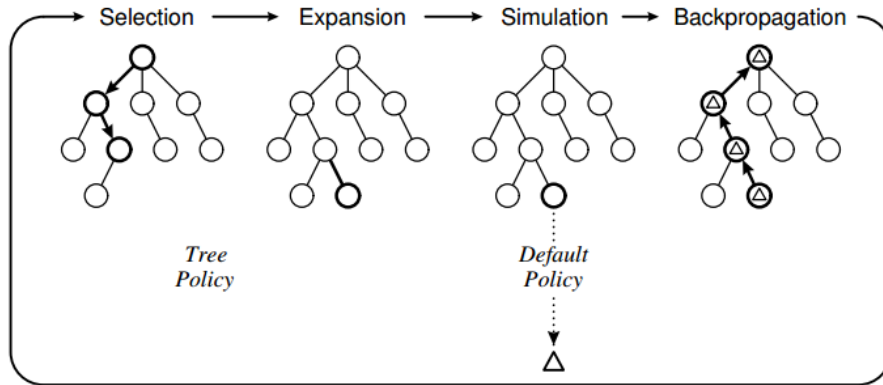 Selection Expansion Simulation Backpropagation
Tree
Policy
Default
Policy